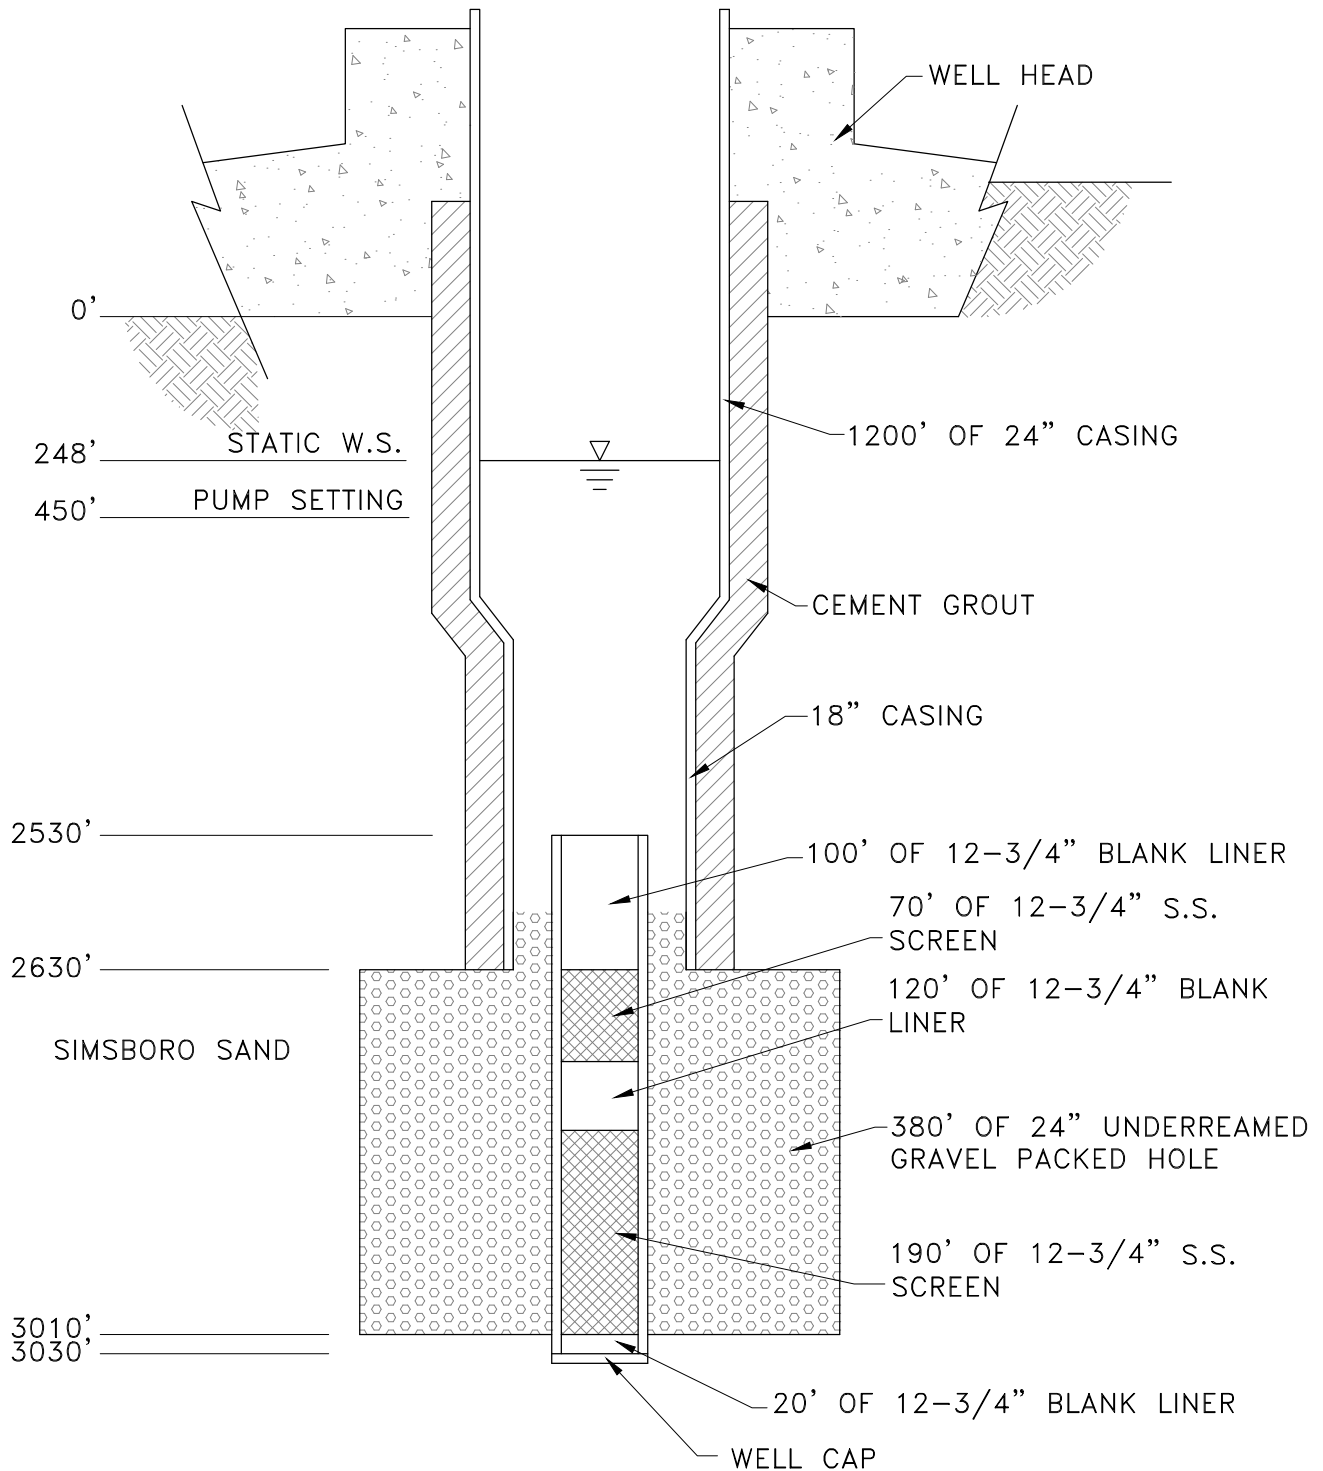 WELL HEAD
0'
1200' OF 24" CASING
STATIC W.S.
248'
PUMP SETTING
450'
CEMENT GROUT
18" CASING
2530'
100' OF 12-3/4" BLANK LINER
70' OF 12-3/4" S.S.
SCREEN
2630'
120' OF 12-3/4" BLANK
LINER
SIMSBORO SAND
380' OF 24" UNDERREAMED
GRAVEL PACKED HOLE
190' OF 12-3/4" S.S.
SCREEN
3010'
3030'
20' OF 12-3/4" BLANK LINER
WELL CAP